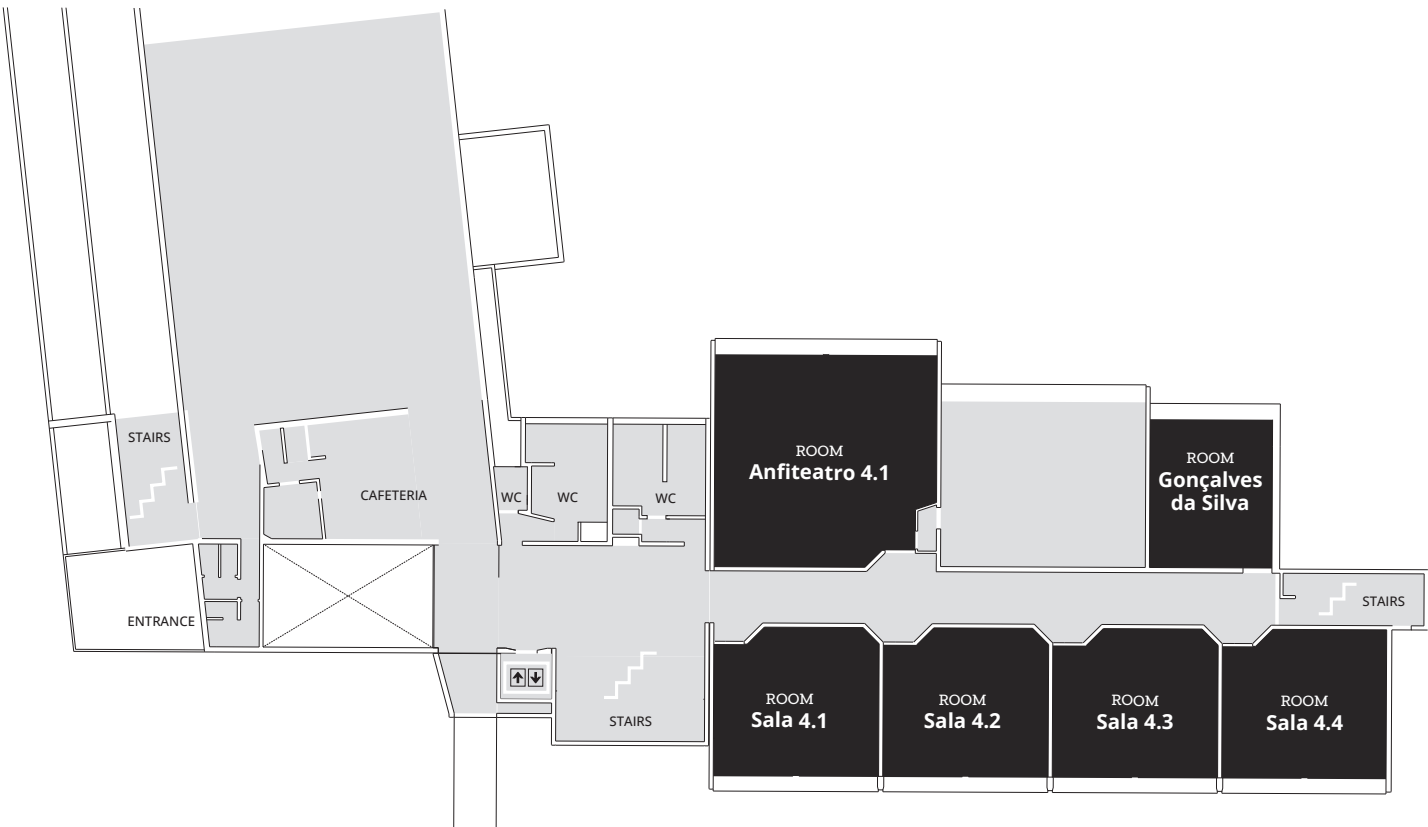 STAIRS
CAFETERIA
WC
WC
WC
ENTRANCE
STAIRS
ROOM
Anfiteatro 4.1
ROOM
Gonçalves
da Silva
STAIRS
ROOM
Sala 4.1
ROOM
Sala 4.2
ROOM
Sala 4.3
ROOM
Sala 4.4